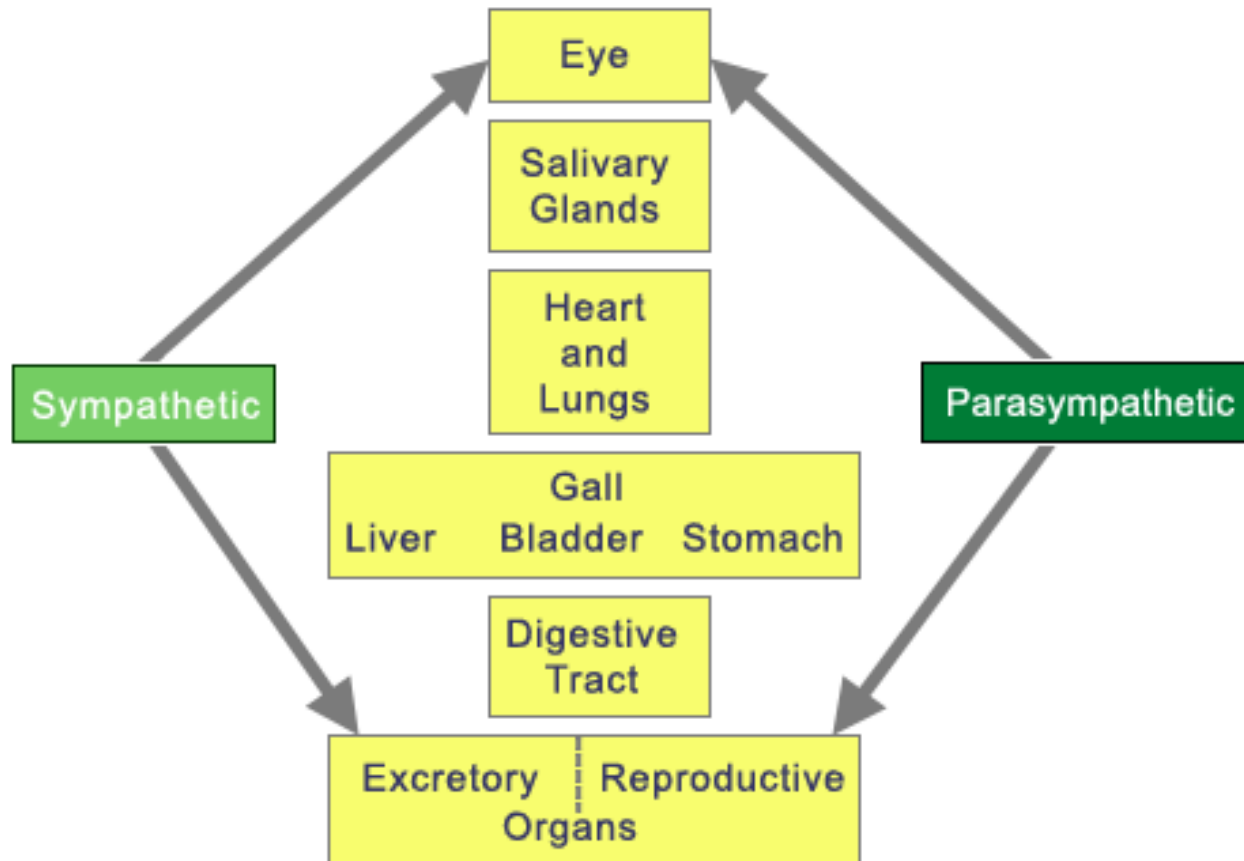 Eye
Salivary
Glands
Heart
and
Lungs
Sympathetic
Parasympathetic
Gall
Liver Bladder Stomach
Digestive
Tract
Excretory Reproductive
Organs